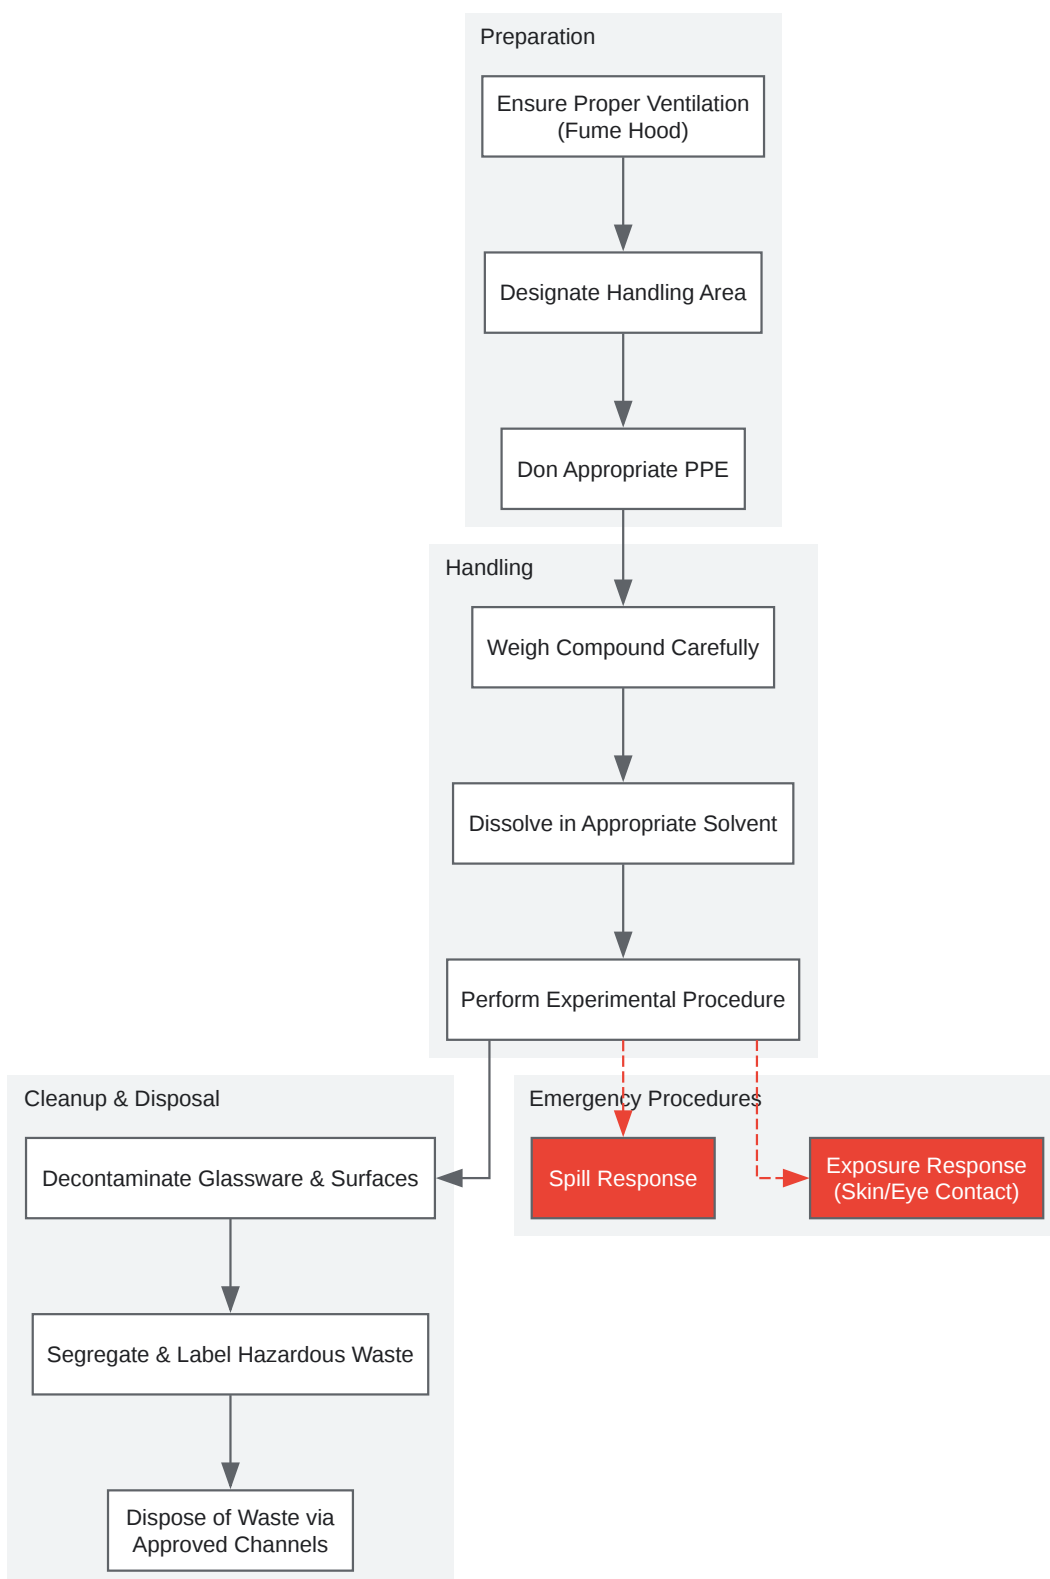 Preparation
Ensure Proper Ventilation
(Fume Hood)
Designate Handling Area
Don Appropriate PPE
Handling
Weigh Compound Carefully
Dissolve in Appropriate Solvent
Perform Experimental Procedure
Cleanup & Disposal
Decontaminate Glassware & Surfaces
Segregate & Label Hazardous Waste
Dispose of Waste via
Approved Channels
Emergency Procedures
Spill Response
Exposure Response
(Skin/Eye Contact)